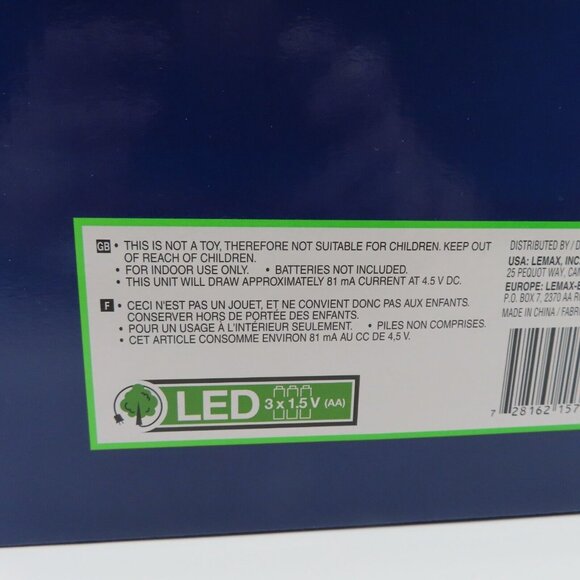 GB • THIS IS NOT A TOY, THEREFORE NOT SUITABLE FOR CHILDREN. KEEP OUT
OF REACH OF CHILDREN.
• FOR INDOOR USE ONLY. • BATTERIES NOT INCLUDED.
• THIS UNIT WILL DRAW APPROXIMATELY 81 mA CURRENT AT 4.5 V DC.
F • CECI N'EST PAS UN JOUET, ET NE CONVIENT DONC PAS AUX ENFANTS.
CONSERVER HORS DE PORTÉE DES ENFANTS.
• POUR UN USAGE À L'INTÉRIEUR SEULEMENT. • PILES NON COMPRISES.
• CET ARTICLE CONSOMME ENVIRON 81 mA AU CC DE 4,5 V.
LED 3 x 1.5 V (AA)
DISTRIBUTED BY / D
USA: LEMAX, INC.
25 PEQUOT WAY, CAN
EUROPE: LEMAX-E
P.O. BOX 7, 2370 AA R
MADE IN CHINA / FABRI
7 28162 157